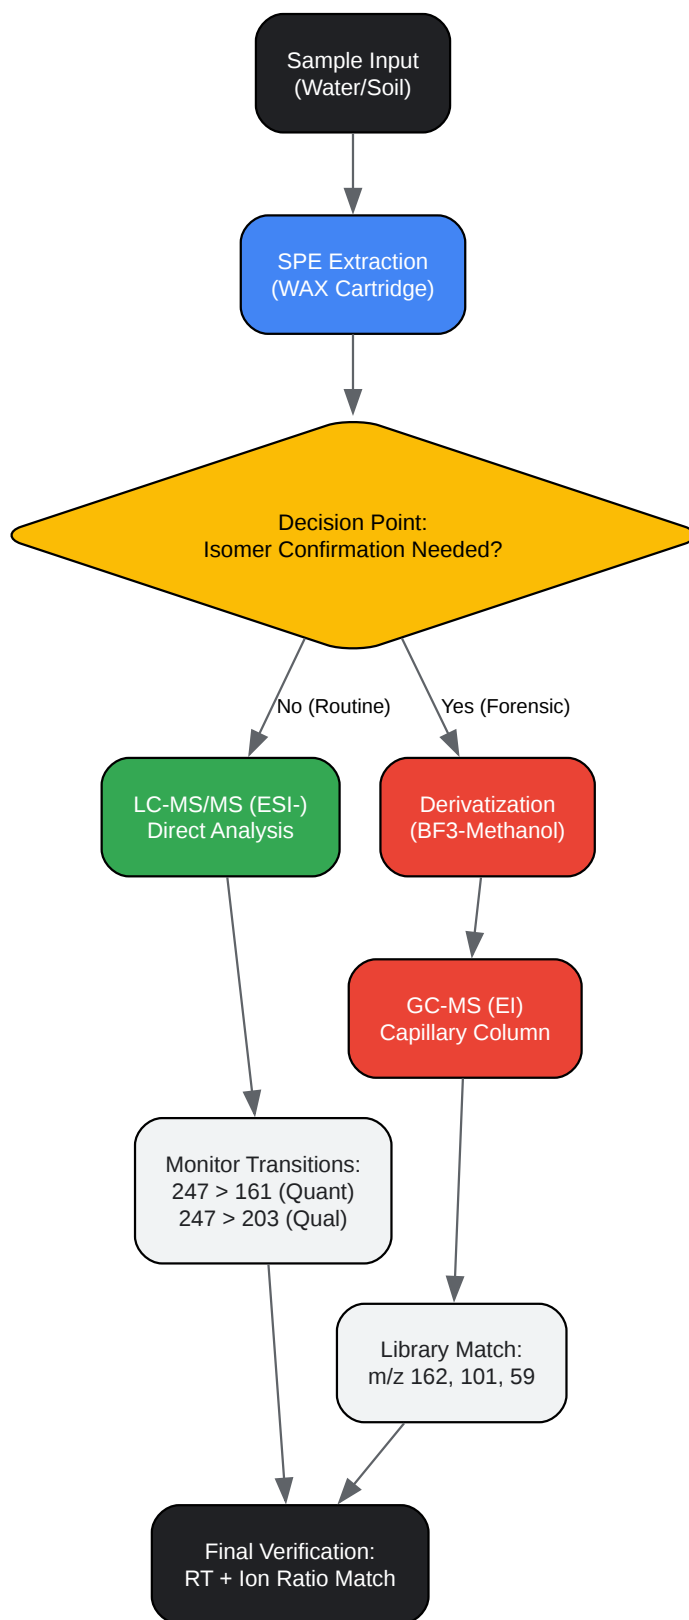 Sample Input
(Water/Soil)
SPE Extraction
(WAX Cartridge)
Decision Point:
Isomer Confirmation Needed?
No (Routine)
Yes (Forensic)
LC-MS/MS (ESI-)
Direct Analysis
Derivatization
(BF3-Methanol)
GC-MS (EI)
Capillary Column
Monitor Transitions:
247 > 161 (Quant)
247 > 203 (Qual)
Library Match:
m/z 162, 101, 59
Final Verification:
RT + Ion Ratio Match